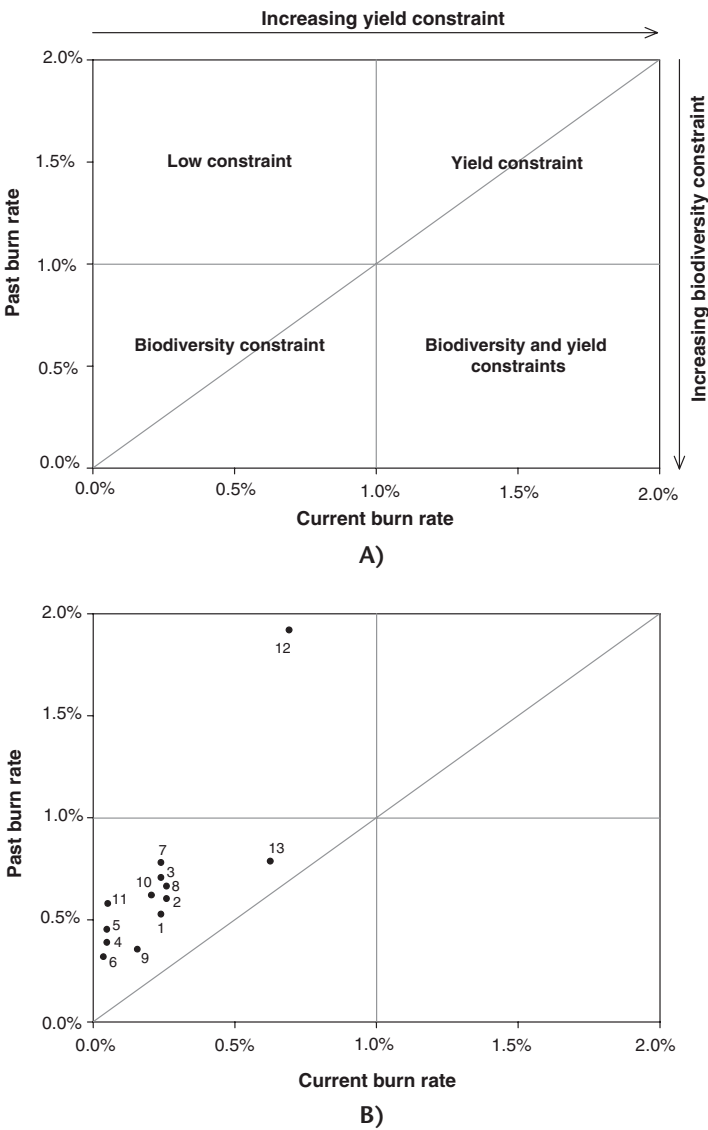 Increasing yield constraint
2.0%
1.5%
1.0%
0.5%
0.0%
Past burn rate
Low constraint
Yield constraint
Biodiversity constraint
Biodiversity and yield
constraints
Increasing biodiversity constraint
0.0%
0.5%
1.0%
1.5%
2.0%
Current burn rate
A)
2.0%
1.5%
1.0%
0.5%
0.0%
Past burn rate
12
13
7
3
10
8
11
2
5
1
4
9
6
0.0%
0.5%
1.0%
1.5%
2.0%
Current burn rate
B)